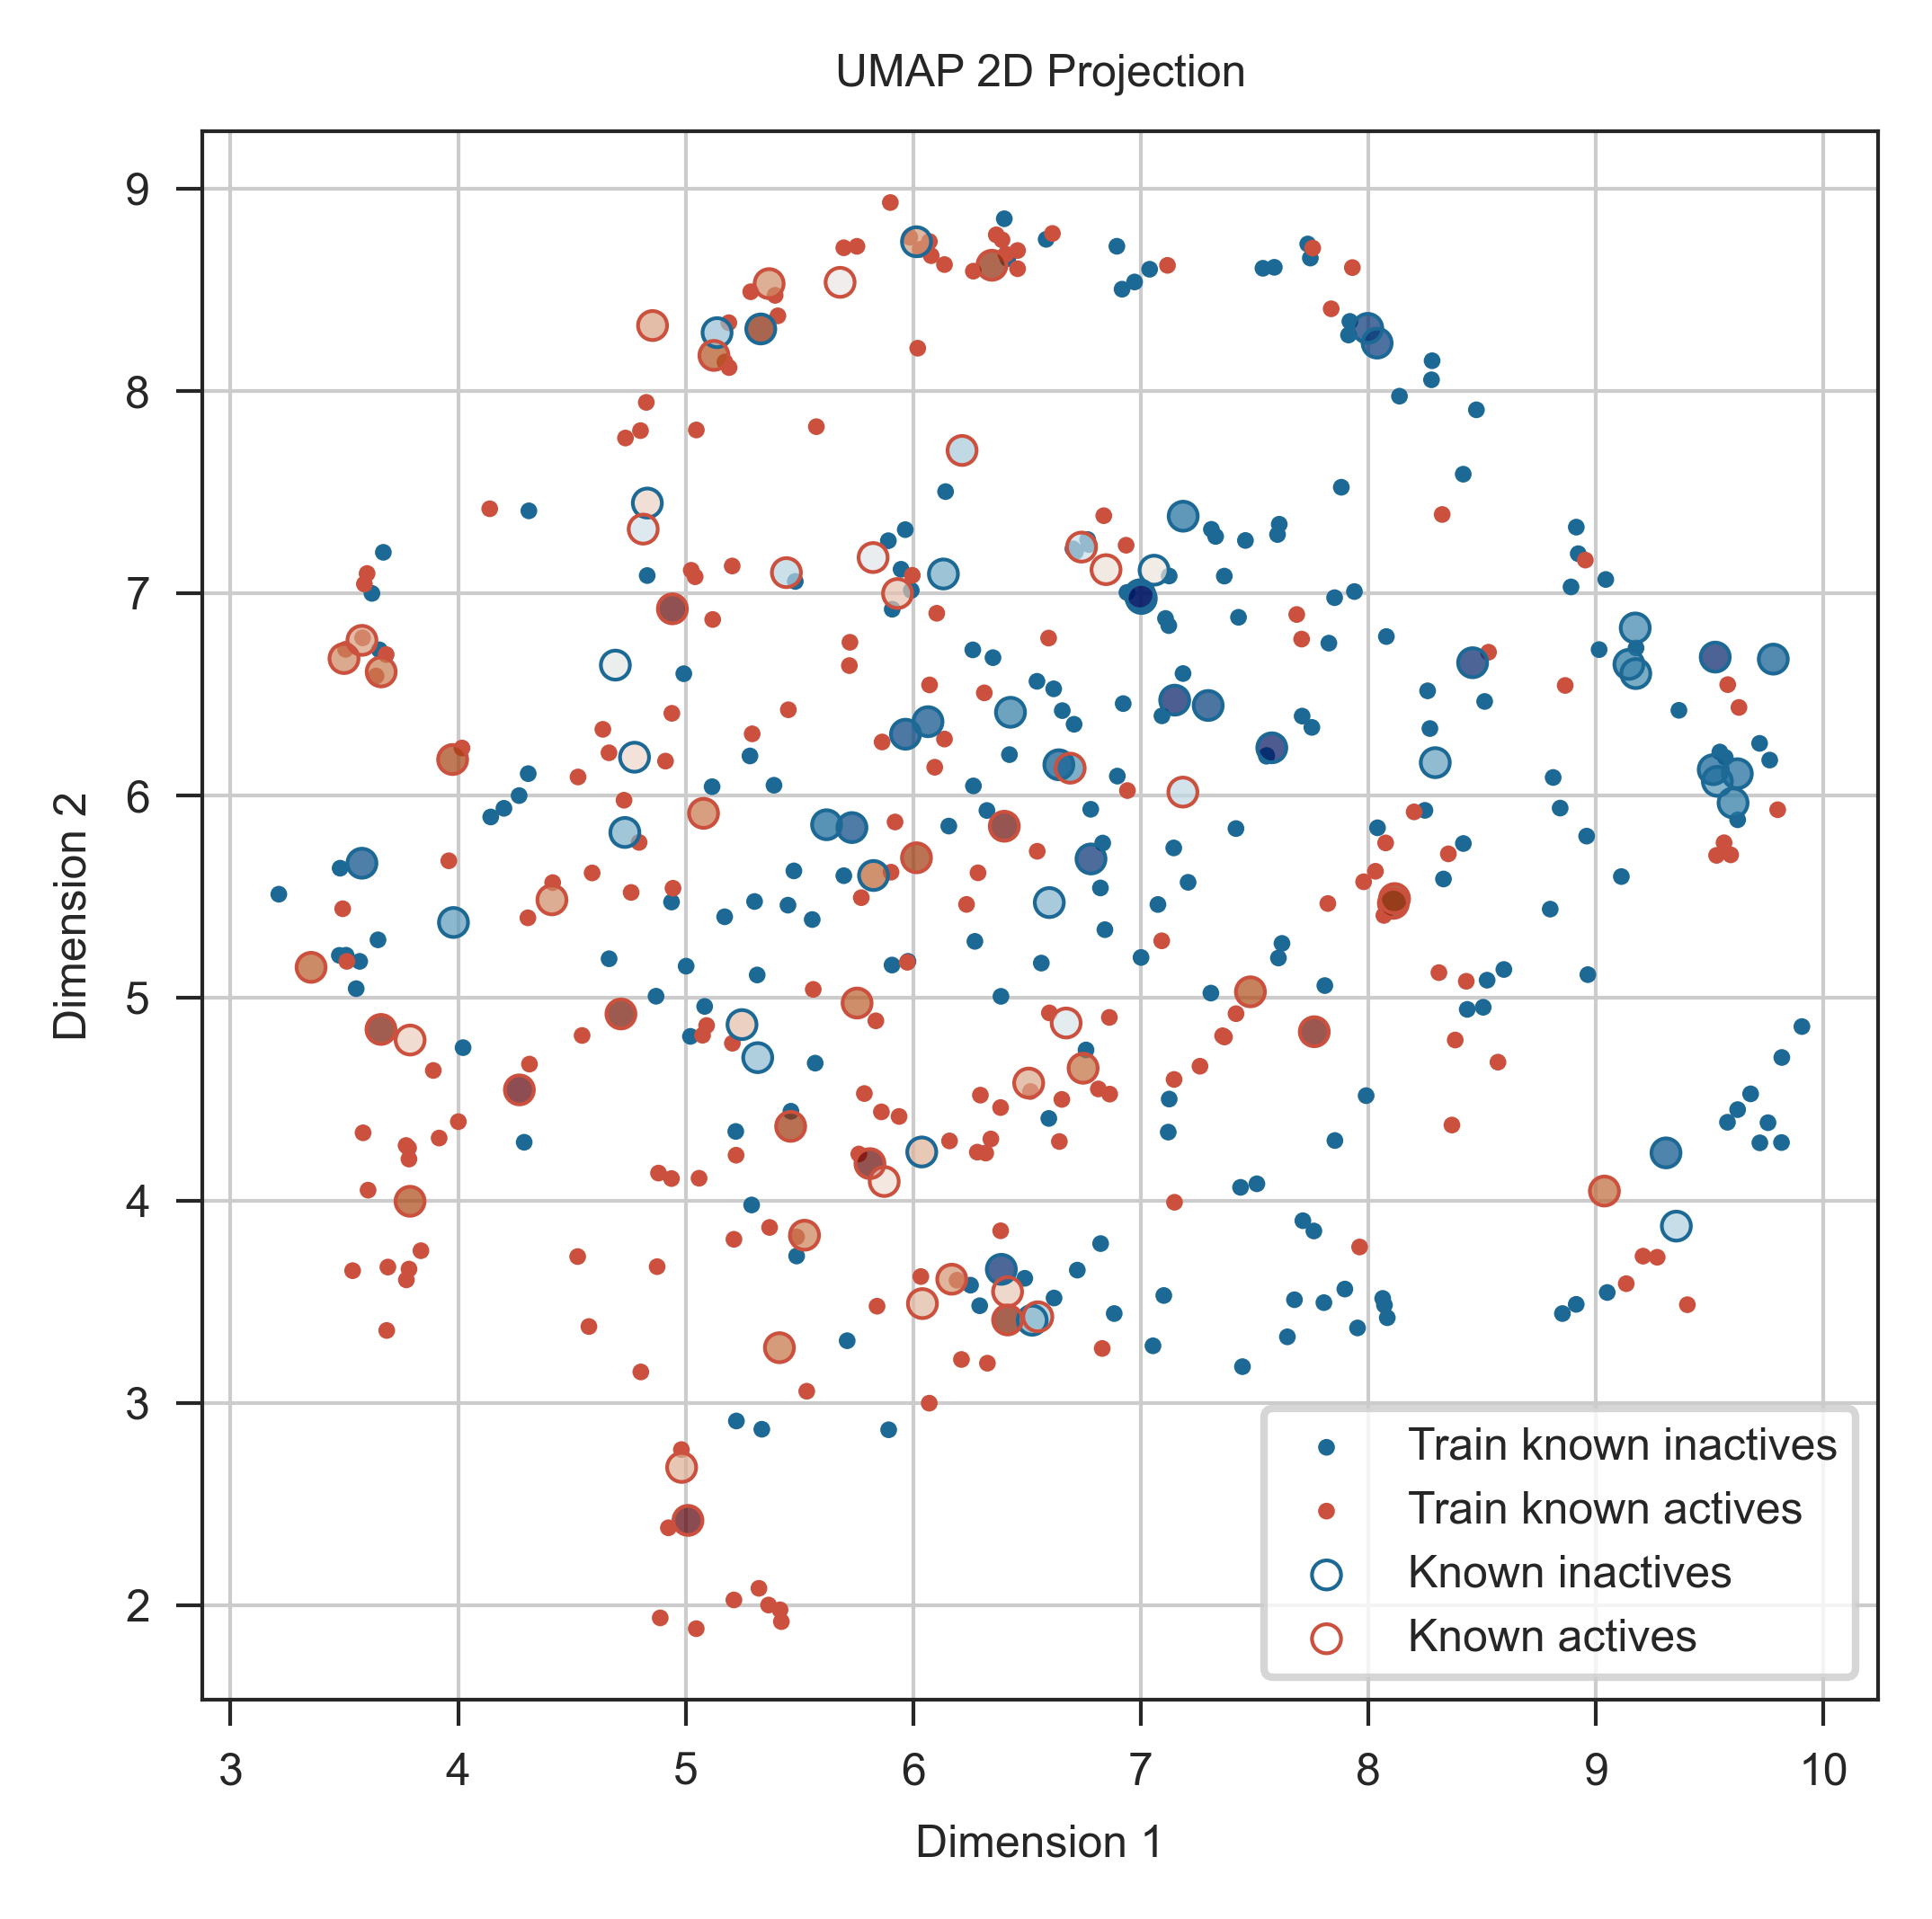 UMAP 2D Projection
9
8
7
6
5
4
3
2
Dimension 2
3 4 5 6 7 8 9 10
Dimension 1
Train known inactives
Train known actives
Known inactives
Known actives